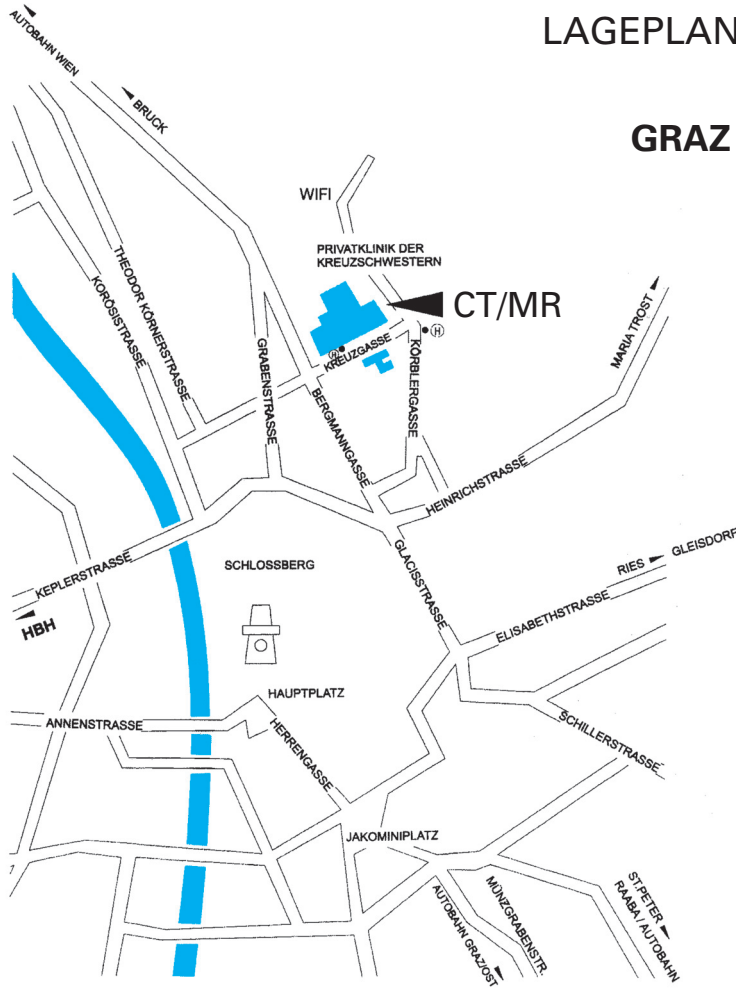 LAGEPLAN
AUTOBAHN WIEN
BRUCK
GRAZ
WIFI
PRIVATKLINIK DER
KREUZSCHWESTERN
CT/MR
THEODOR KÖRNERSTRASSE
KORÖSISTRASSE
GRABENSTRASSE
H
KREUZGASSE
H
KÖRBLERGASSE
MARIA TROST
BERGMANNGASSE
HEINRICHSTRASSE
KEPLERSTRASSE
HBH
SCHLOSSBERG
GLACISSTRASSE
RIES
GLEISDORF
ELISABETHSTRASSE
HAUPTPLATZ
ANNENSTRASSE
HERRENGASSE
SCHILLERSTRASSE
JAKOMINIPLATZ
AUTOBAHN GRAZ/OST
MÜNZGRABENSTR.
ST.PETER
RAABA / AUTOBAHN